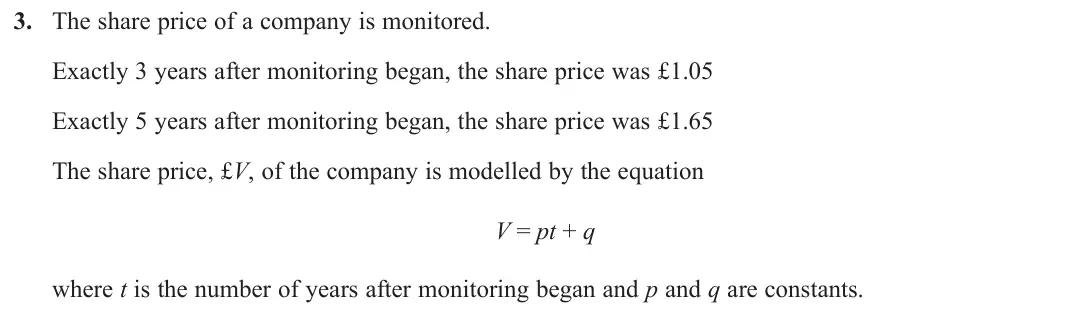 3. The share price of a company is monitored.
Exactly 3 years after monitoring began, the share price was £1.05
Exactly 5 years after monitoring began, the share price was £1.65
The share price, £V, of the company is modelled by the equation
V = pt + q
where t is the number of years after monitoring began and p and q are constants.